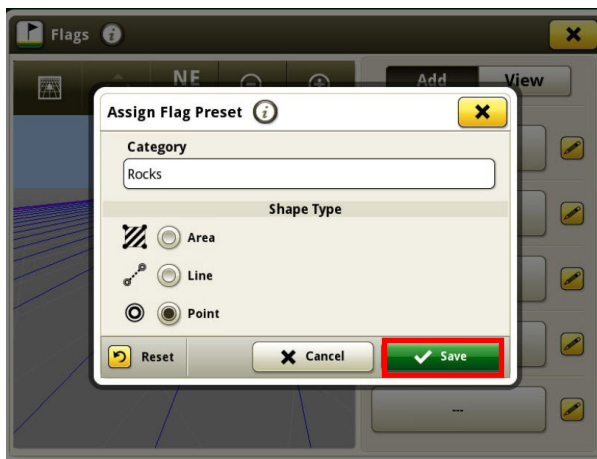 Flags
NE
Add View
Assign Flag Preset
Category
Rocks
Shape Type
Area
Line
Point
Reset Cancel Save
---